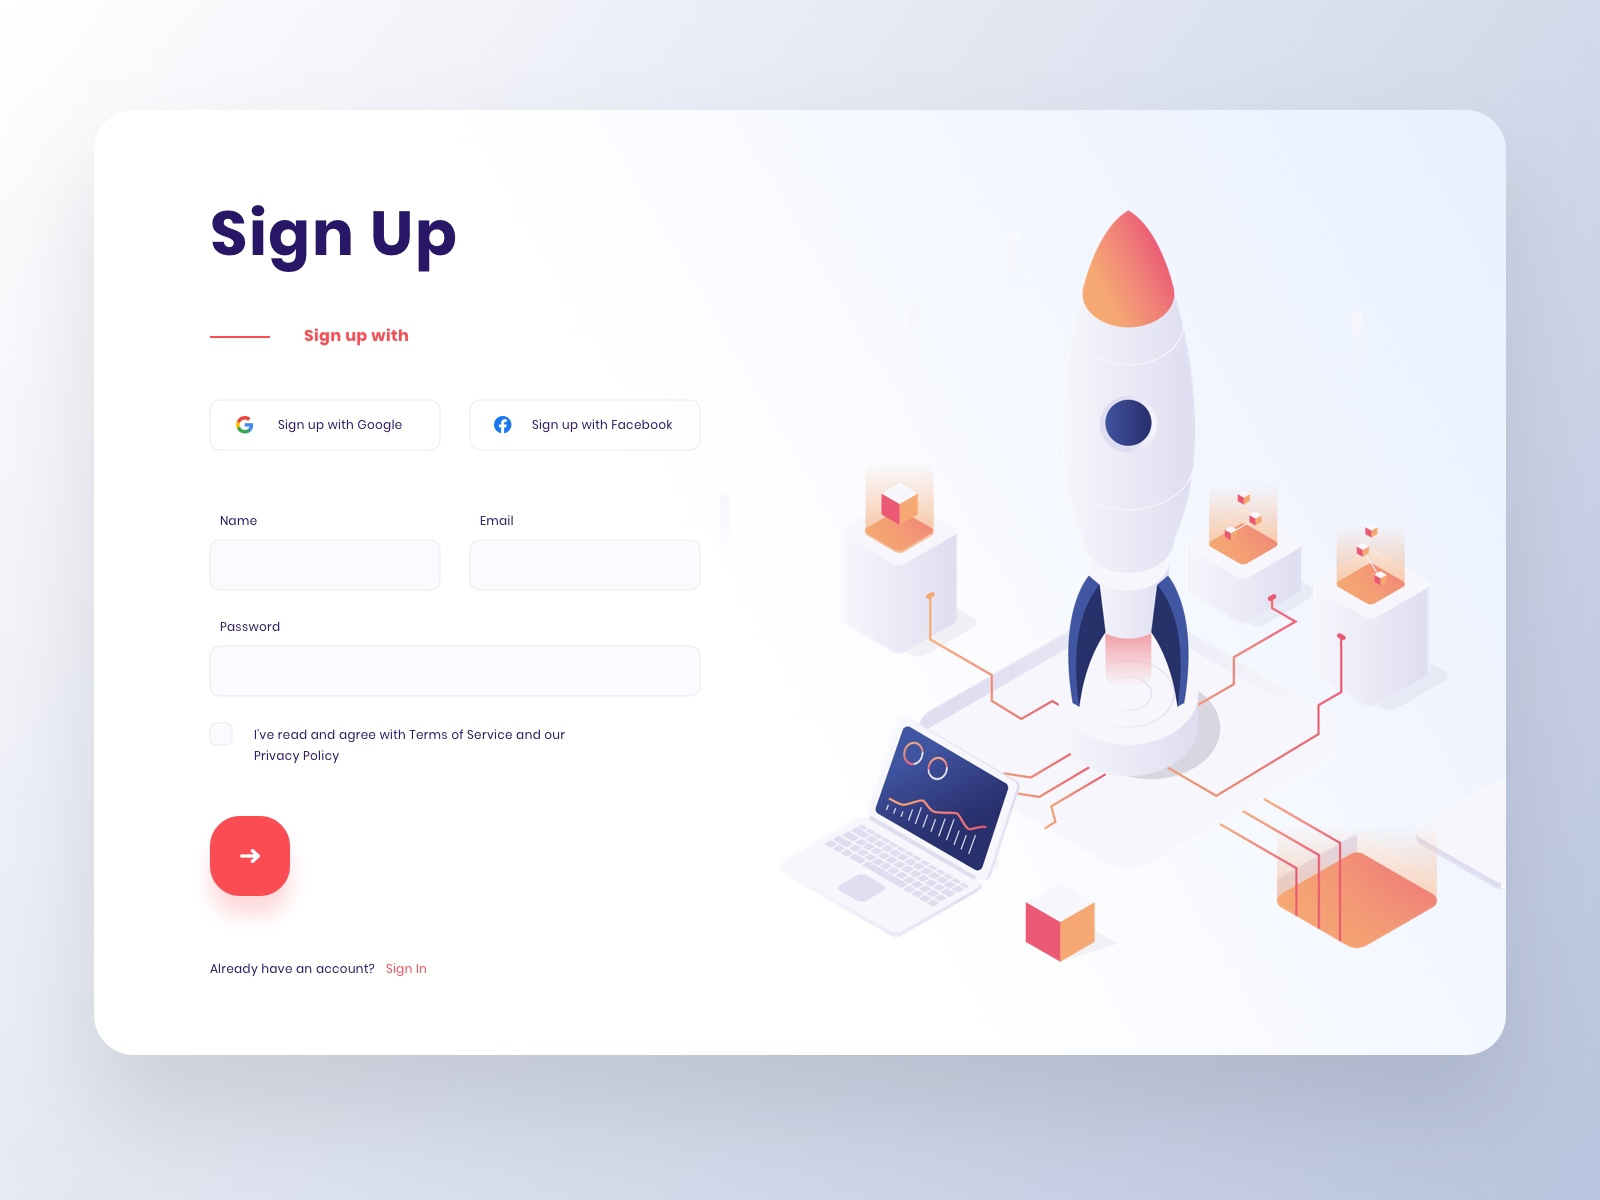 Sign Up
Sign up with
Sign up with Google
Sign up with Facebook
Name
Email
Password
I've read and agree with Terms of Service and our
Privacy Policy
Already have an account? Sign In